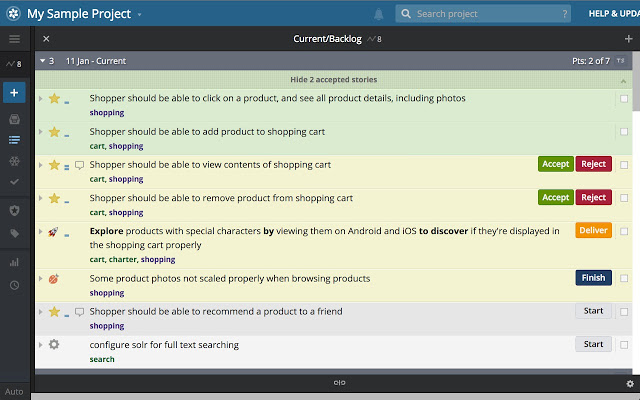 My Sample Project
Search project ?
HELP & UPDA
8
Current/Backlog 8
3 11 Jan - Current Pts: 2 of 7
Hide 2 accepted stories
Shopper should be able to click on a product, and see all product details, including photos
shopping
Shopper should be able to add product to shopping cart
cart, shopping
Shopper should be able to view contents of shopping cart Accept Reject
cart, shopping
Shopper should be able to remove product from shopping cart Accept Reject
cart, shopping
Explore products with special characters by viewing them on Android and iOS to discover if they're displayed in Deliver
the shopping cart properly
cart, charter, shopping
Some product photos not scaled properly when browsing products Finish
shopping
Shopper should be able to recommend a product to a friend Start
shopping
configure solr for full text searching Start
search
Auto